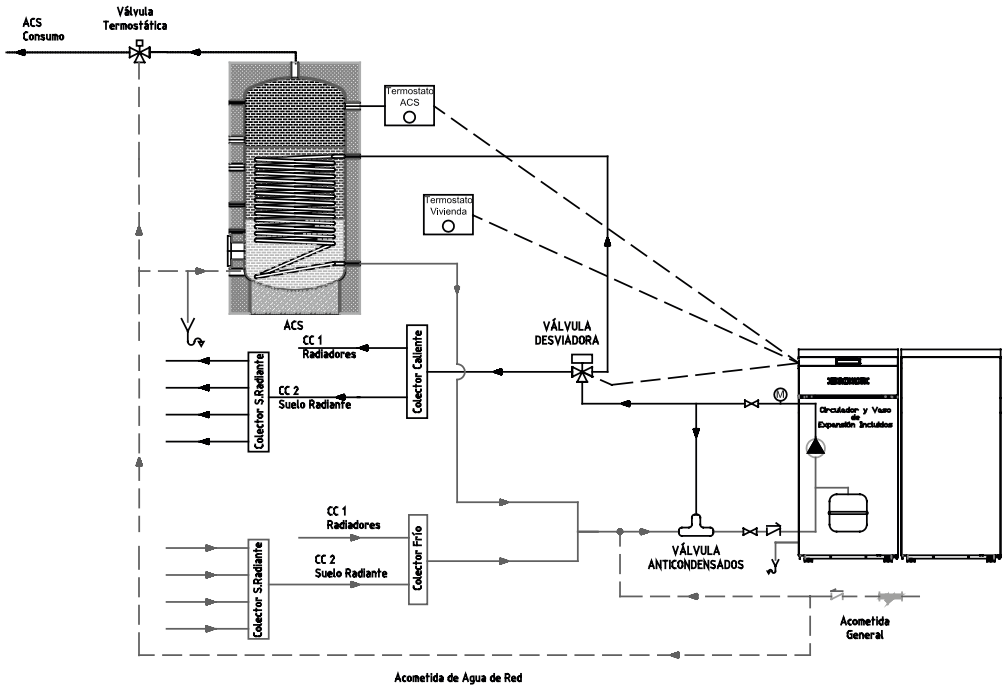 ACS
Consumo
Válvula
Termostática
Termostato
ACS
Termostato
Vivienda
ACS
CC 1
Radiadores
CC 2
Suelo Radiante
Colector S.Radiante
Colector Caliente
VÁLVULA
DESVIADORA
M
Circulador y Vaso
de
Expansión Incluidos
CC 1
Radiadores
CC 2
Suelo Radiante
Colector S.Radiante
Colector Frío
VÁLVULA
ANTICONDENSADOS
Acometida
General
Acometida de Agua de Red